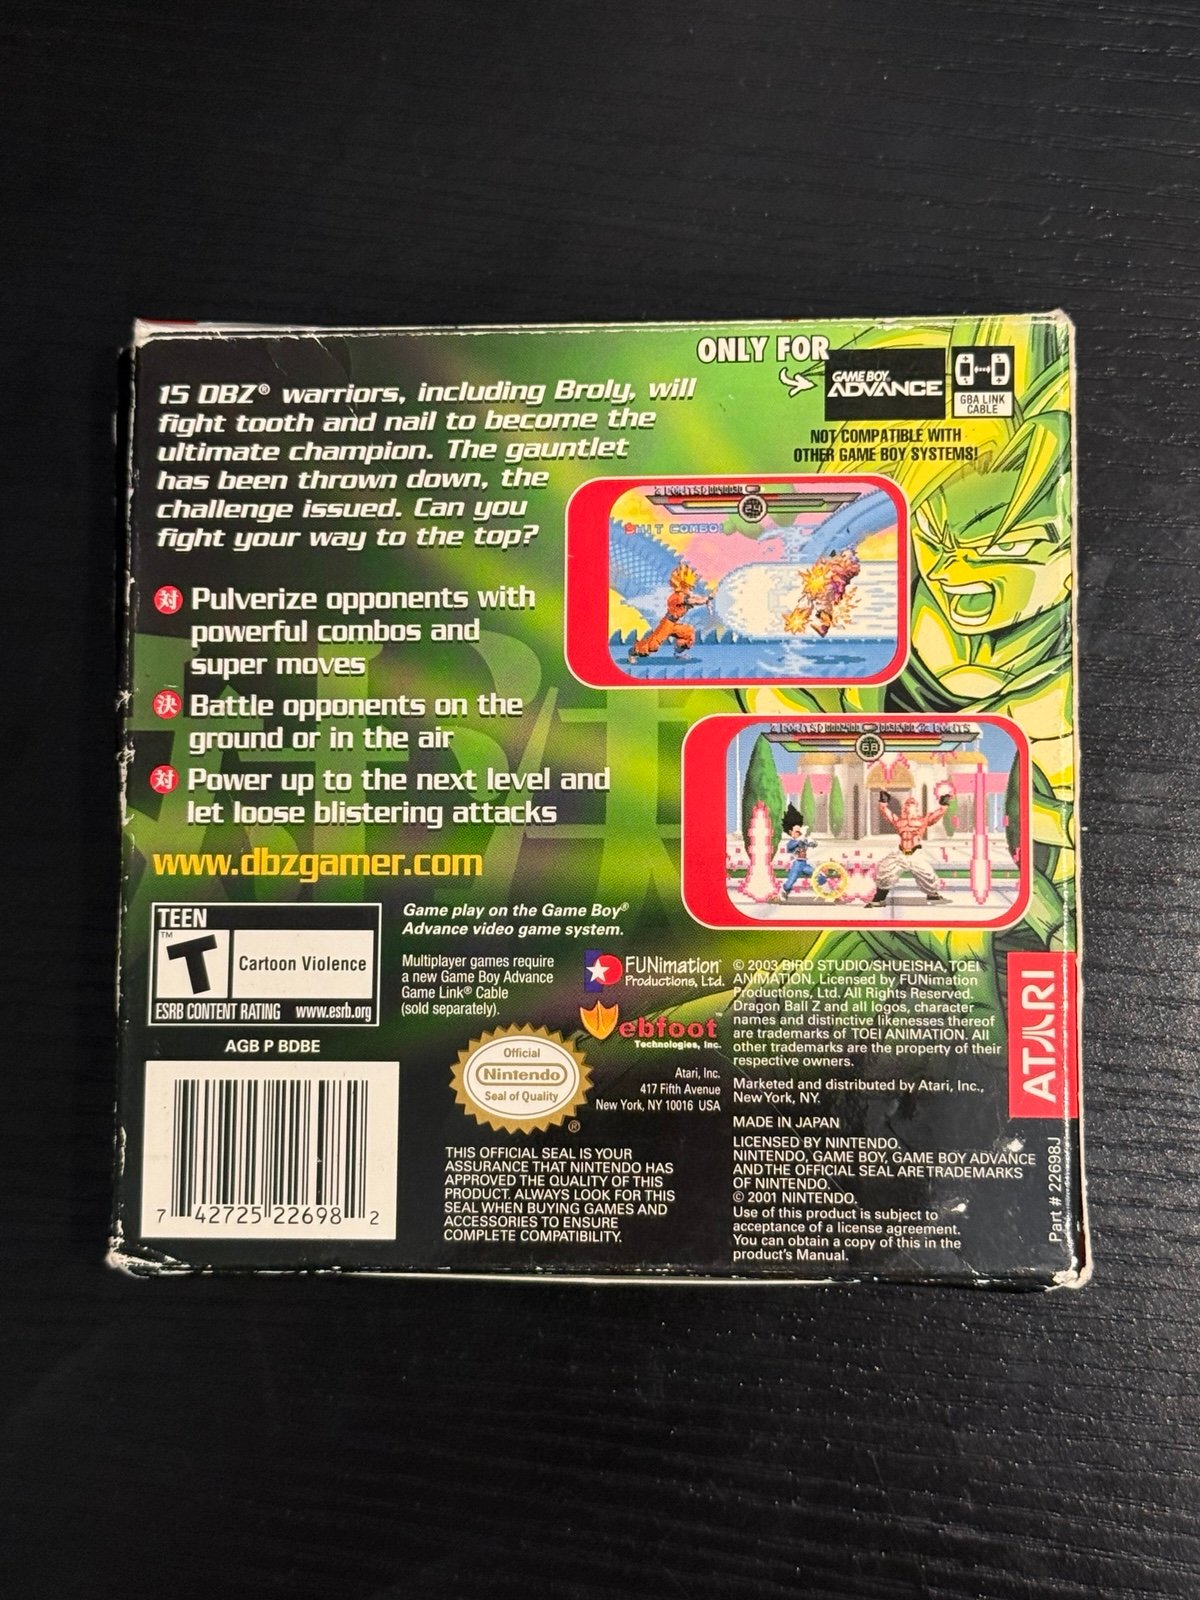 ONLY FOR
GAME BOY ADVANCE
GBA LINK
CABLE
NOT COMPATIBLE WITH
OTHER GAME BOY SYSTEMS!
15 DBZ® warriors, including Broly, will
fight tooth and nail to become the
ultimate champion. The gauntlet
has been thrown down, the
challenge issued. Can you
fight your way to the top?
HIT COMBO!
対 Pulverize opponents with
powerful combos and
super moves
決 Battle opponents on the
ground or in the air
対 Power up to the next level and
let loose blistering attacks
68
www.dbzgamer.com
TEEN
T™
Cartoon Violence
ESRB CONTENT RATING www.esrb.org
AGB P BDBE
7 42725 22698 2
Game play on the Game Boy®
Advance video game system.
Multiplayer games require
a new Game Boy Advance
Game Link® Cable
(sold separately).
FUNimation®
Productions, Ltd.
Webfoot™
Technologies, Inc.
Official
Nintendo
Seal of Quality
®
Atari, Inc.
417 Fifth Avenue
New York, NY 10016 USA
THIS OFFICIAL SEAL IS YOUR
ASSURANCE THAT NINTENDO HAS
APPROVED THE QUALITY OF THIS
PRODUCT. ALWAYS LOOK FOR THIS
SEAL WHEN BUYING GAMES AND
ACCESSORIES TO ENSURE
COMPLETE COMPATIBILITY.
© 2003 BIRD STUDIO/SHUEISHA, TOEI
ANIMATION. Licensed by FUNimation
Productions, Ltd. All Rights Reserved.
Dragon Ball Z and all logos, character
names and distinctive likenesses thereof
are trademarks of TOEI ANIMATION. All
other trademarks are the property of their
respective owners.
Marketed and distributed by Atari, Inc.,
New York, NY.
MADE IN JAPAN
LICENSED BY NINTENDO.
NINTENDO, GAME BOY, GAME BOY ADVANCE
AND THE OFFICIAL SEAL ARE TRADEMARKS
OF NINTENDO.
© 2001 NINTENDO.
Use of this product is subject to
acceptance of a license agreement.
You can obtain a copy of this in the
product's Manual.
ATARI
Part # 22698J